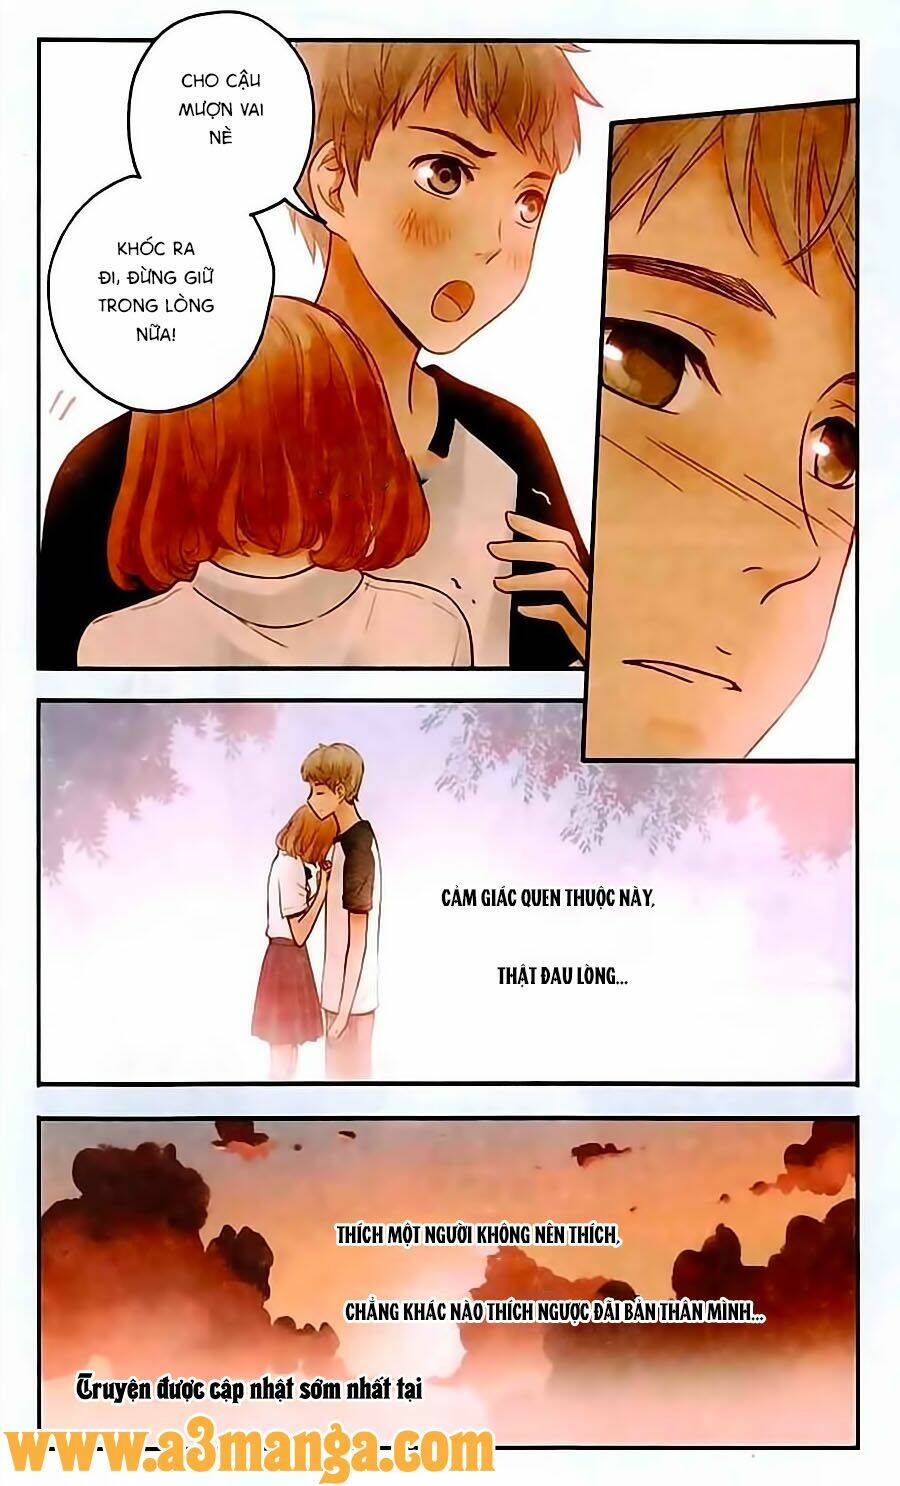 CHO CẬU
MƯỢN VAI
NÈ
KHÓC RA
ĐI, ĐỪNG GIỮ
TRONG LÒNG
NỮA!
CẢM GIÁC QUEN THUỘC NÀY,
THẬT ĐAU LÒNG...
THÍCH MỘT NGƯỜI KHÔNG NÊN THÍCH,
CHẲNG KHÁC NÀO THÍCH NGƯỢC ĐÃI BẢN THÂN MÌNH...
Truyện được cập nhật sớm nhất tại
www.a3manga.com